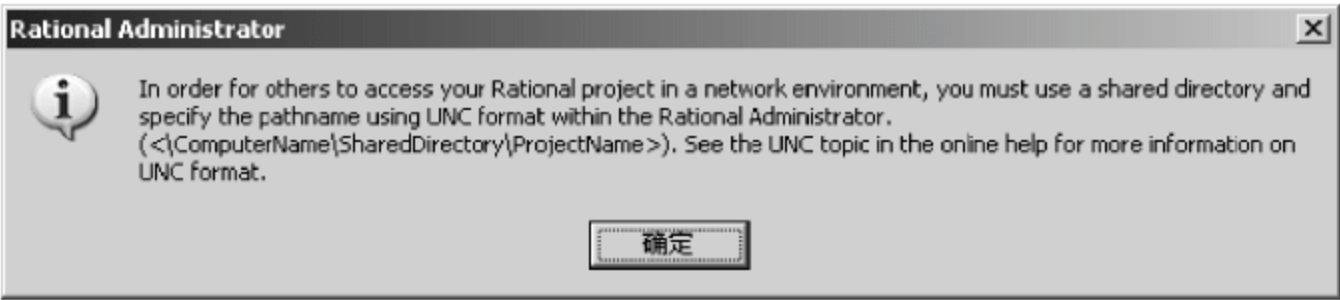 Rational Administrator
In order for others to access your Rational project in a network environment, you must use a shared directory and
specify the pathname using UNC format within the Rational Administrator.
(<\ComputerName\SharedDirectory\ProjectName>). See the UNC topic in the online help for more information on
UNC format.
确定